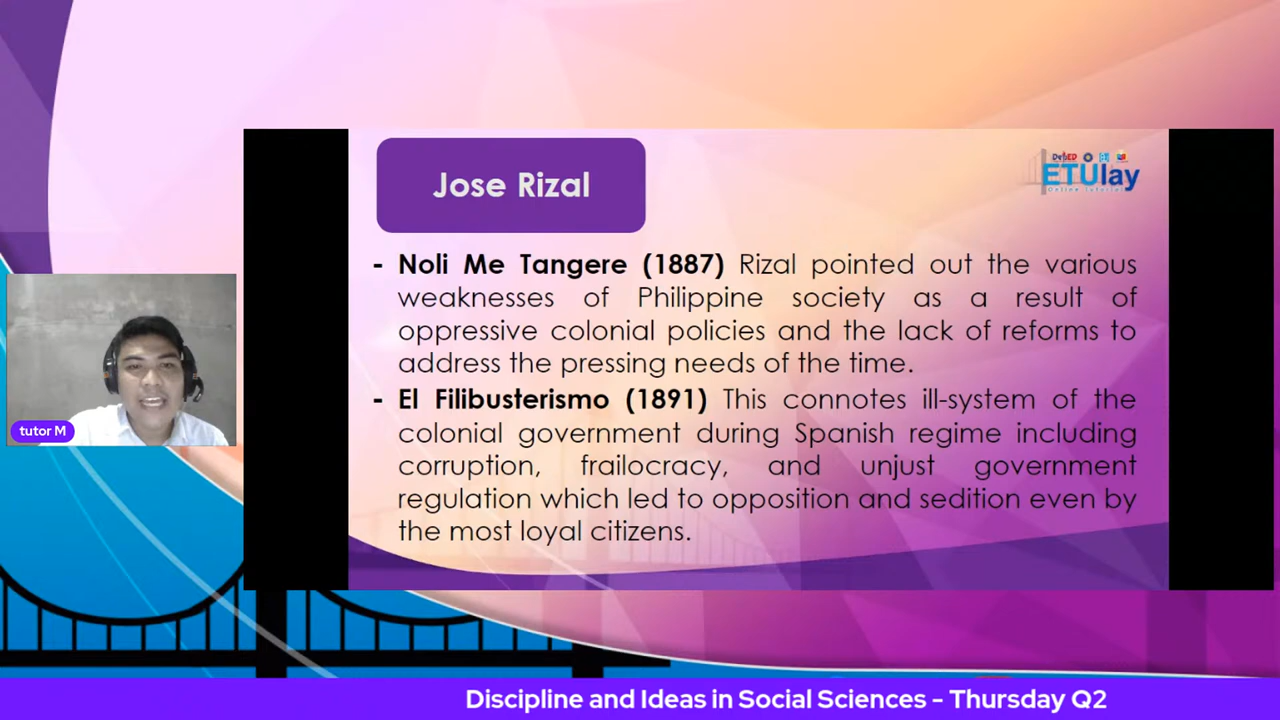 Jose Rizal
DepED
ETUlay
Online Tutorial
- Noli Me Tangere (1887) Rizal pointed out the various
weaknesses of Philippine society as a result of
oppressive colonial policies and the lack of reforms to
address the pressing needs of the time.
- El Filibusterismo (1891) This connotes ill-system of the
colonial government during Spanish regime including
corruption, frailocracy, and unjust government
regulation which led to opposition and sedition even by
the most loyal citizens.
tutor M
Discipline and Ideas in Social Sciences - Thursday Q2